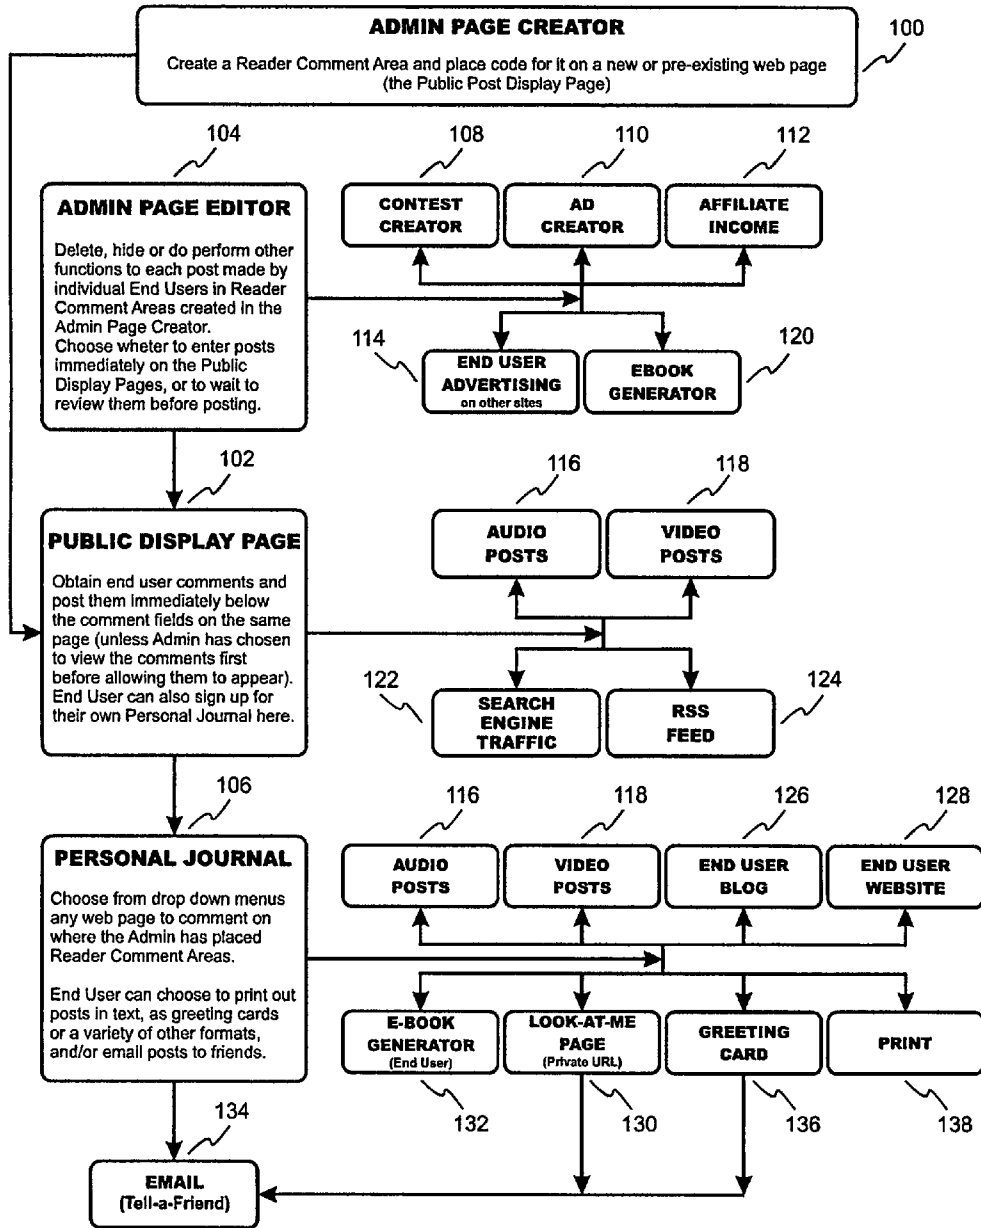 ADMIN PAGE CREATOR
Create a Reader Comment Area and place code for it on a new or pre-existing web page
(the Public Post Display Page)
100
104
ADMIN PAGE EDITOR
Delete, hide or do perform other
functions to each post made by
individual End Users in Reader
Comment Areas created in the
Admin Page Creator.
Choose wheter to enter posts
immediately on the Public
Display Pages, or to wait to
review them before posting.
108
110
112
CONTEST
CREATOR
AD
CREATOR
AFFILIATE
INCOME
114
END USER
ADVERTISING
on other sites
EBOOK
GENERATOR
120
102
PUBLIC DISPLAY PAGE
Obtain end user comments and
post them immediately below
the comment fields on the same
page (unless Admin has chosen
to view the comments first
before allowing them to appear).
End User can also sign up for
their own Personal Journal here.
116
118
AUDIO
POSTS
VIDEO
POSTS
122
SEARCH
ENGINE
TRAFFIC
RSS
FEED
124
106
PERSONAL JOURNAL
Choose from drop down menus
any web page to comment on
where the Admin has placed
Reader Comment Areas.
End User can choose to print out
posts in text, as greeting cards
or a variety of other formats,
and/or email posts to friends.
116
118
126
128
AUDIO
POSTS
VIDEO
POSTS
END USER
BLOG
END USER
WEBSITE
E-BOOK
GENERATOR
(End User)
LOOK-AT-ME
PAGE
(Private URL)
GREETING
CARD
PRINT
132
130
136
138
134
EMAIL
(Tell-a-Friend)